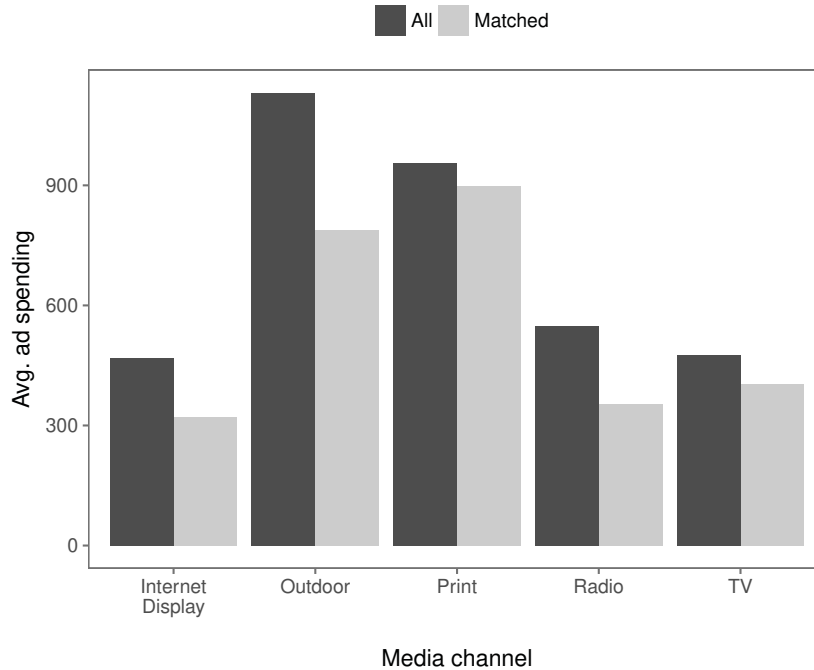 All Matched
Avg. ad spending
900
600
300
0
Internet
Display
Outdoor
Print
Radio
TV
Media channel